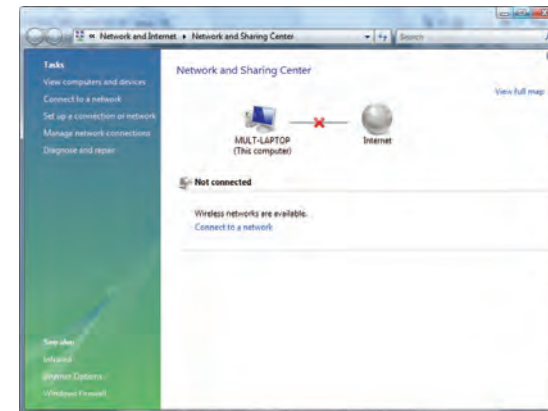 « Network and Internet ▸ Network and Sharing Center
Search
Tasks
View computers and devices
Connect to a network
Set up a connection or network
Manage network connections
Diagnose and repair
Network and Sharing Center
View full map
MULT-LAPTOP
(This computer)
Internet
Not connected
Wireless networks are available.
Connect to a network
See also
Infrared
Internet Options
Windows Firewall